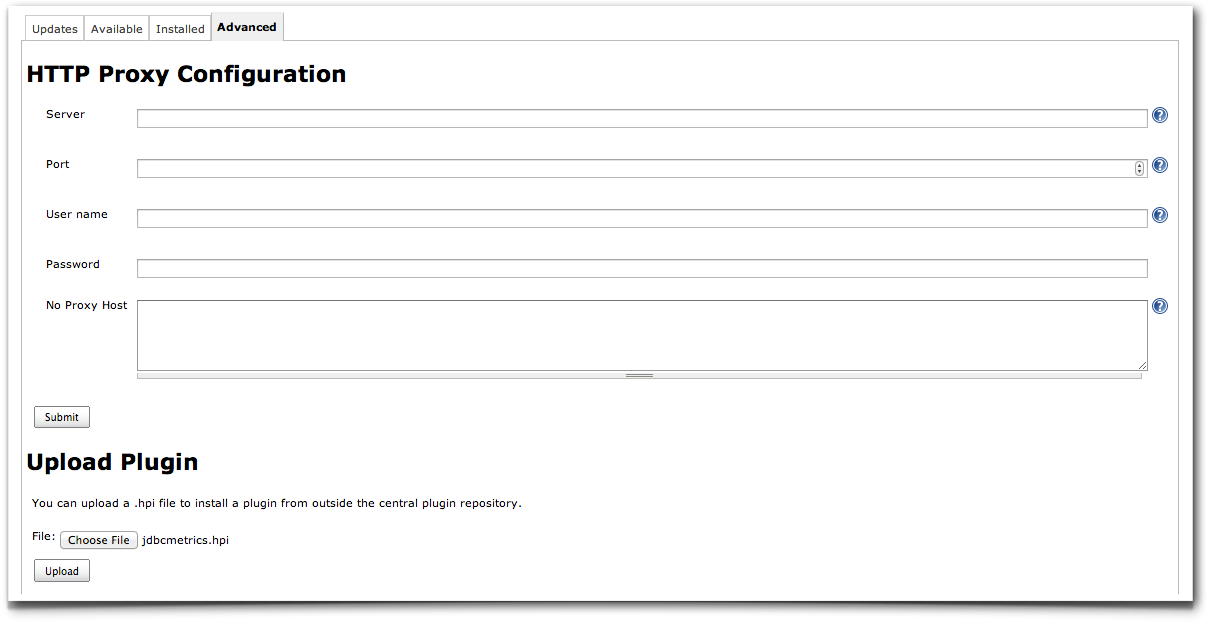 Updates Available Installed Advanced
HTTP Proxy Configuration
Server
Port
User name
Password
No Proxy Host
Submit
Upload Plugin
You can upload a .hpi file to install a plugin from outside the central plugin repository.
File: Choose File jdbcmetrics.hpi
Upload